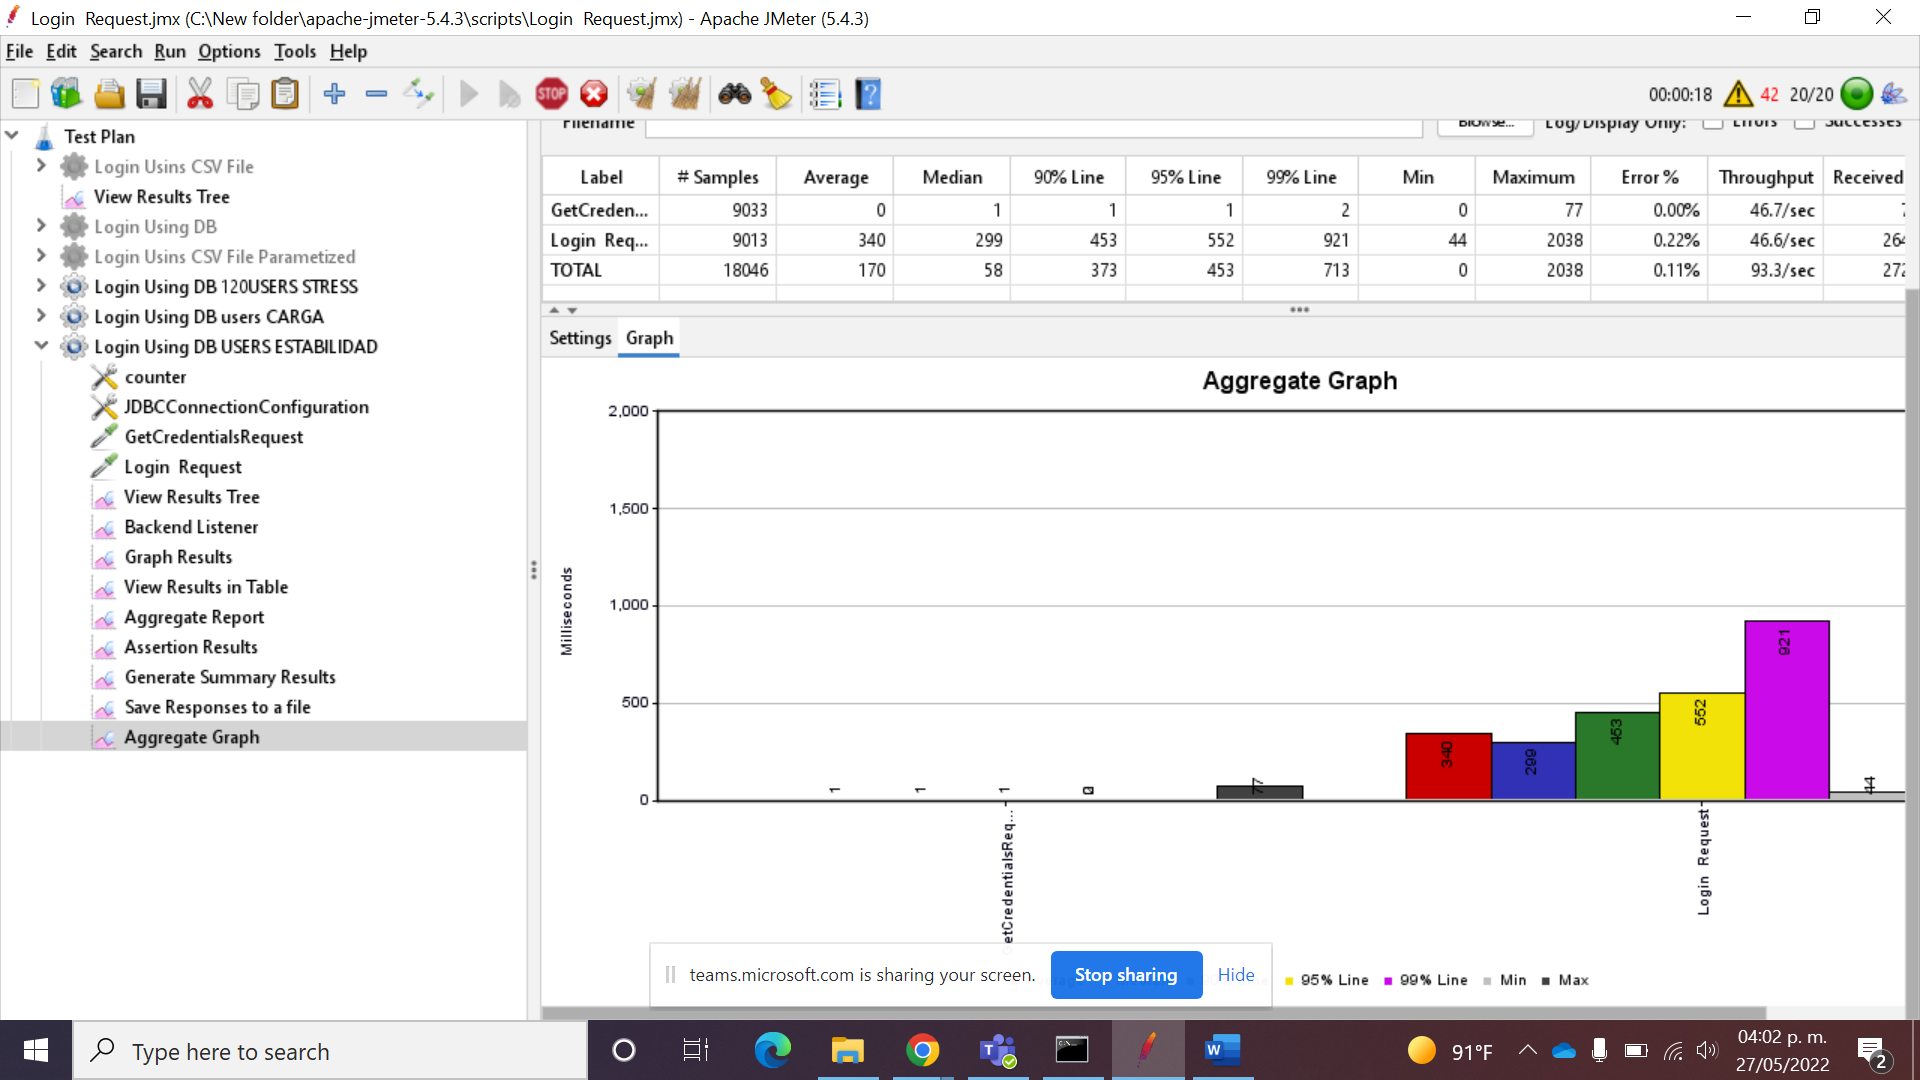 Login  Request.jmx (C:\New folder\apache-jmeter-5.4.3\scripts\Login  Request.jmx) - Apache JMeter (5.4.3)
File Edit Search Run Options Tools Help
STOP 00:00:18 42 20/20
Test Plan
Login Usins CSV File
View Results Tree
Login Using DB
Login Usins CSV File Parametized
Login Using DB 120USERS STRESS
Login Using DB users CARGA
Login Using DB USERS ESTABILIDAD
counter
JDBCConnectionConfiguration
GetCredentialsRequest
Login  Request
View Results Tree
Backend Listener
Graph Results
View Results in Table
Aggregate Report
Assertion Results
Generate Summary Results
Save Responses to a file
Aggregate Graph
Filename Browse... Log/Display Only: Errors Successes
Label # Samples Average Median 90% Line 95% Line 99% Line Min Maximum Error % Throughput Received
GetCreden... 9033 0 1 1 1 2 0 77 0.00% 46.7/sec
Login Req... 9013 340 299 453 552 921 44 2038 0.22% 46.6/sec 264
TOTAL 18046 170 58 373 453 713 0 2038 0.11% 93.3/sec 272
Settings Graph
Aggregate Graph
Milliseconds
2,000
1,500
1,000
500
0
1 1 1 77 340 299 453 552 921 44
etCredentialsReq...
Login Request
95% Line 99% Line Min Max
teams.microsoft.com is sharing your screen. Stop sharing Hide
Type here to search
91°F
04:02 p. m.
27/05/2022
2